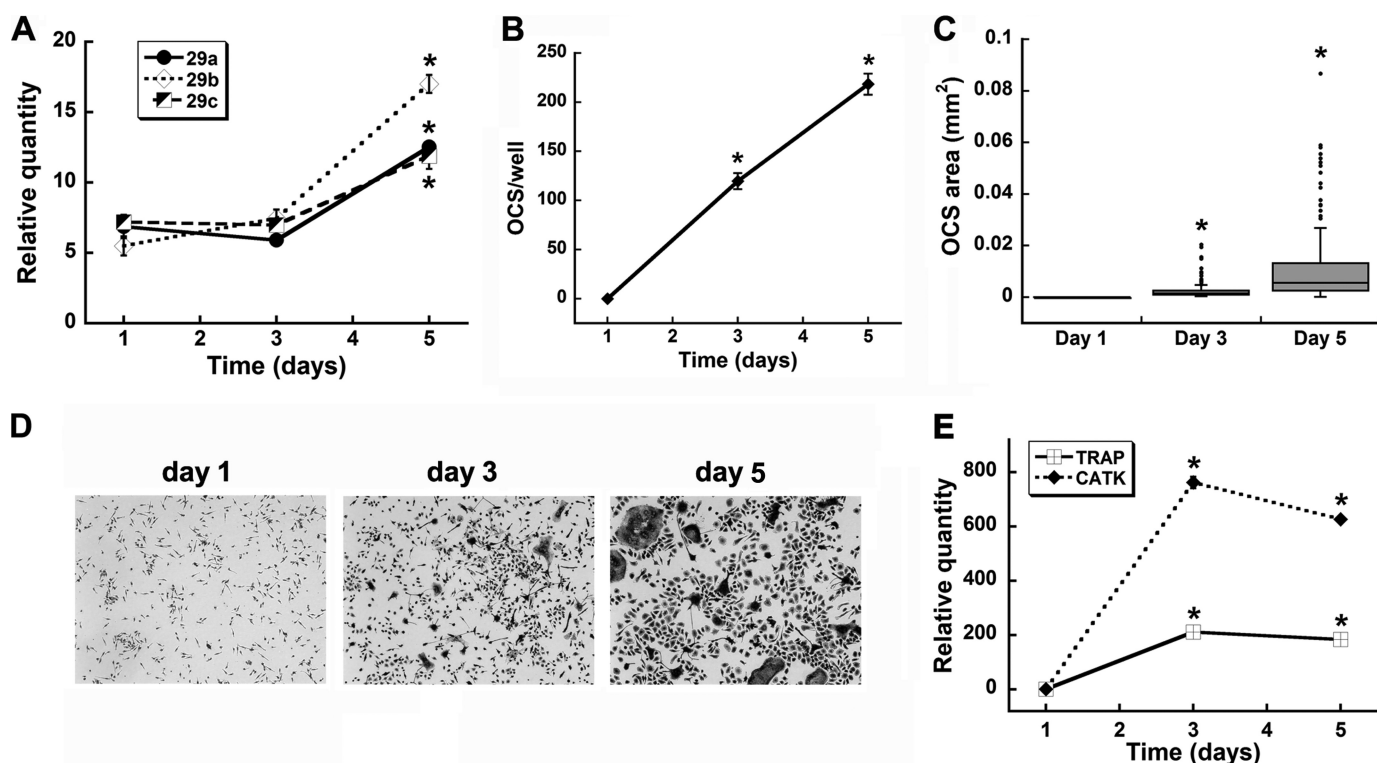 A
20
15
10
5
0
Relative quantity
29a
29b
29c
*
*
*
1 2 3 4 5
Time (days)
B
250
200
150
100
50
0
OCS/well
*
*
1 2 3 4 5
Time (days)
C
0.1
0.08
0.06
0.04
0.02
0
OCS area (mm²)
*
*
Day 1 Day 3 Day 5
D
day 1 day 3 day 5
E
800
600
400
200
0
Relative quantity
TRAP
CATK
*
*
*
*
1 2 3 4 5
Time (days)